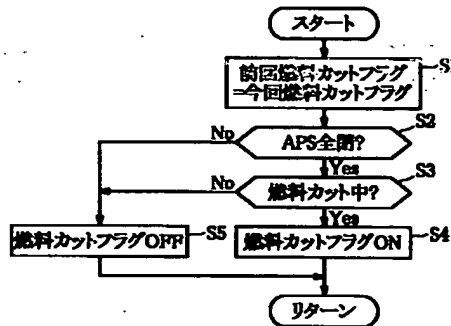 スタート
前回燃料カットフラグ
=今回燃料カットフラグ
S1
S2
No
APS全閉?
Yes
S3
No
燃料カット中?
Yes
燃料カットフラグOFF
S5
燃料カットフラグON
S4
リターン